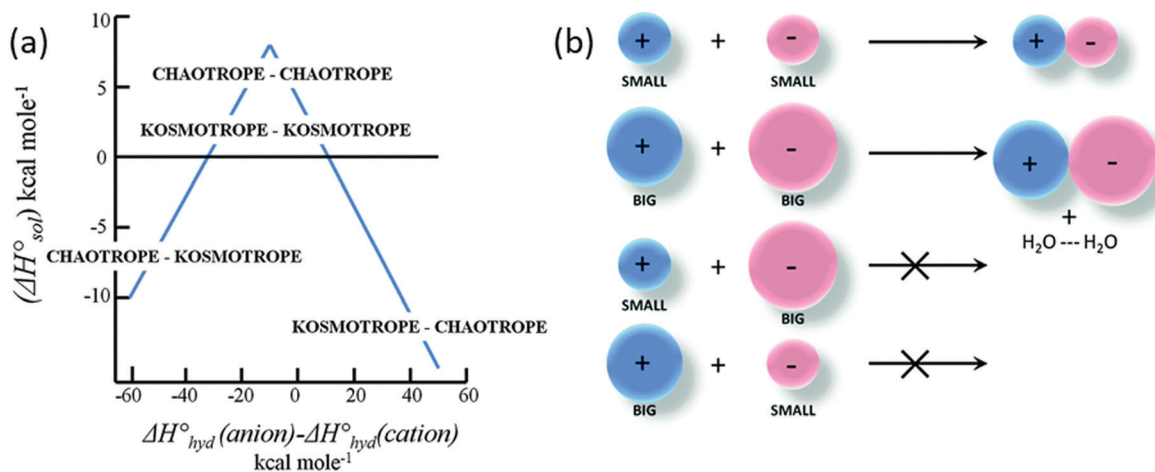 (a)
10
5
0
-5
-10
(ΔH°sol) kcal mole⁻¹
CHAOTROPE - CHAOTROPE
KOSMOTROPE - KOSMOTROPE
CHAOTROPE - KOSMOTROPE
KOSMOTROPE - CHAOTROPE
-60 -40 -20 0 20 40 60
ΔH°hyd (anion)-ΔH°hyd(cation)
kcal mole⁻¹
(b)
+ + - + -
SMALL SMALL
+ + - + -
BIG BIG
+
H₂O --- H₂O
+ + -
SMALL BIG
+ + -
BIG SMALL